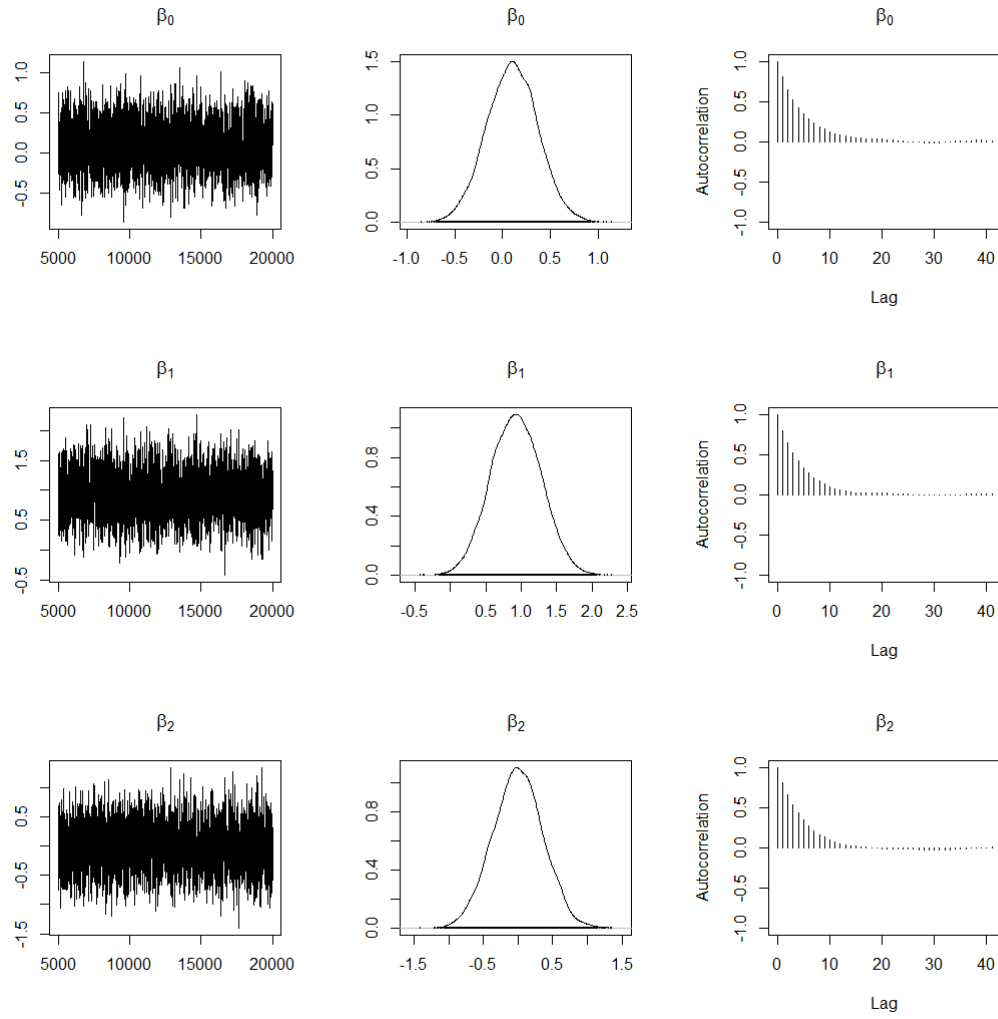 β0 β0 β0
-0.5 0.0 0.5 1.0
5000 10000 15000 20000
0.0 0.5 1.0 1.5
-1.0 -0.5 0.0 0.5 1.0
Autocorrelation
-1.0 -0.5 0.0 0.5 1.0
0 10 20 30 40
Lag
β1 β1 β1
-0.5 0.5 1.5
5000 10000 15000 20000
0.0 0.4 0.8
-0.5 0.5 1.0 1.5 2.0 2.5
Autocorrelation
-1.0 -0.5 0.0 0.5 1.0
0 10 20 30 40
Lag
β2 β2 β2
-1.5 -0.5 0.5
5000 10000 15000 20000
0.0 0.4 0.8
-1.5 -0.5 0.5 1.5
Autocorrelation
-1.0 -0.5 0.0 0.5 1.0
0 10 20 30 40
Lag